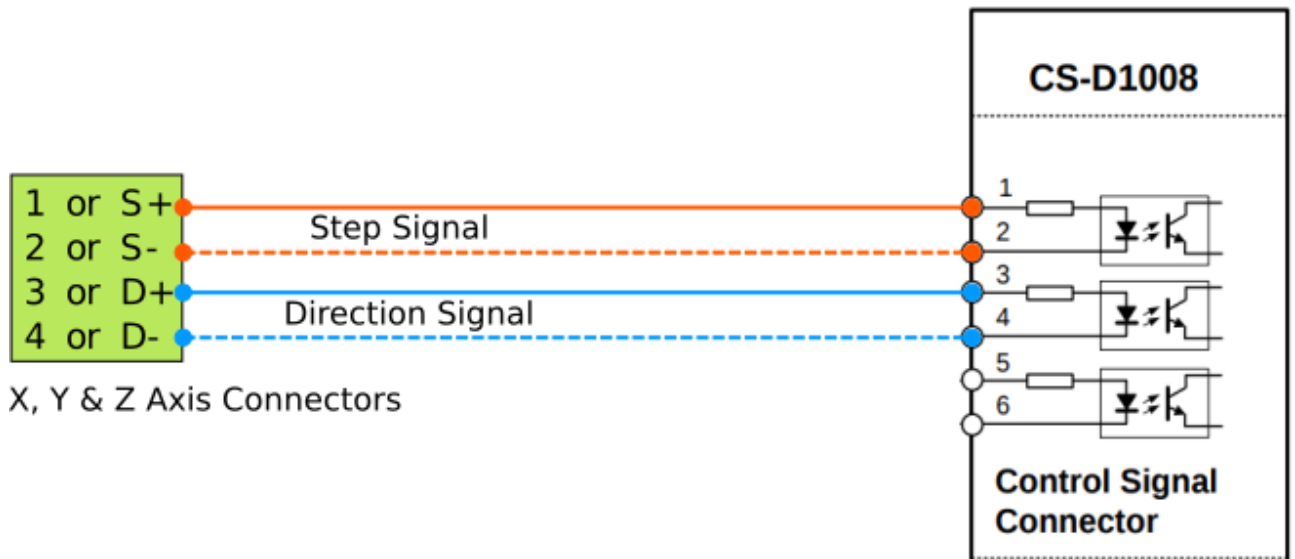 CS-D1008
1 or S+
2 or S-
3 or D+
4 or D-
Step Signal
Direction Signal
X, Y & Z Axis Connectors
1
2
3
4
5
6
Control Signal
Connector